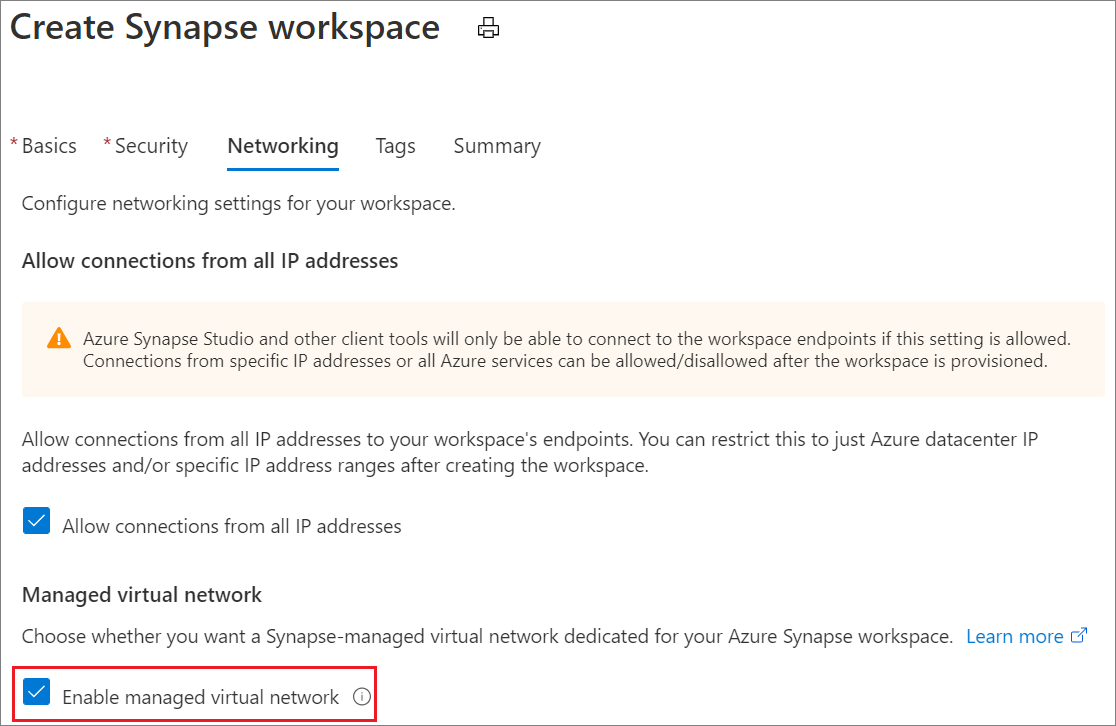 Create Synapse workspace
* Basics * Security Networking Tags Summary
Configure networking settings for your workspace.
Allow connections from all IP addresses
Azure Synapse Studio and other client tools will only be able to connect to the workspace endpoints if this setting is allowed.
Connections from specific IP addresses or all Azure services can be allowed/disallowed after the workspace is provisioned.
Allow connections from all IP addresses to your workspace's endpoints. You can restrict this to just Azure datacenter IP
addresses and/or specific IP address ranges after creating the workspace.
Allow connections from all IP addresses
Managed virtual network
Choose whether you want a Synapse-managed virtual network dedicated for your Azure Synapse workspace. Learn more
Enable managed virtual network